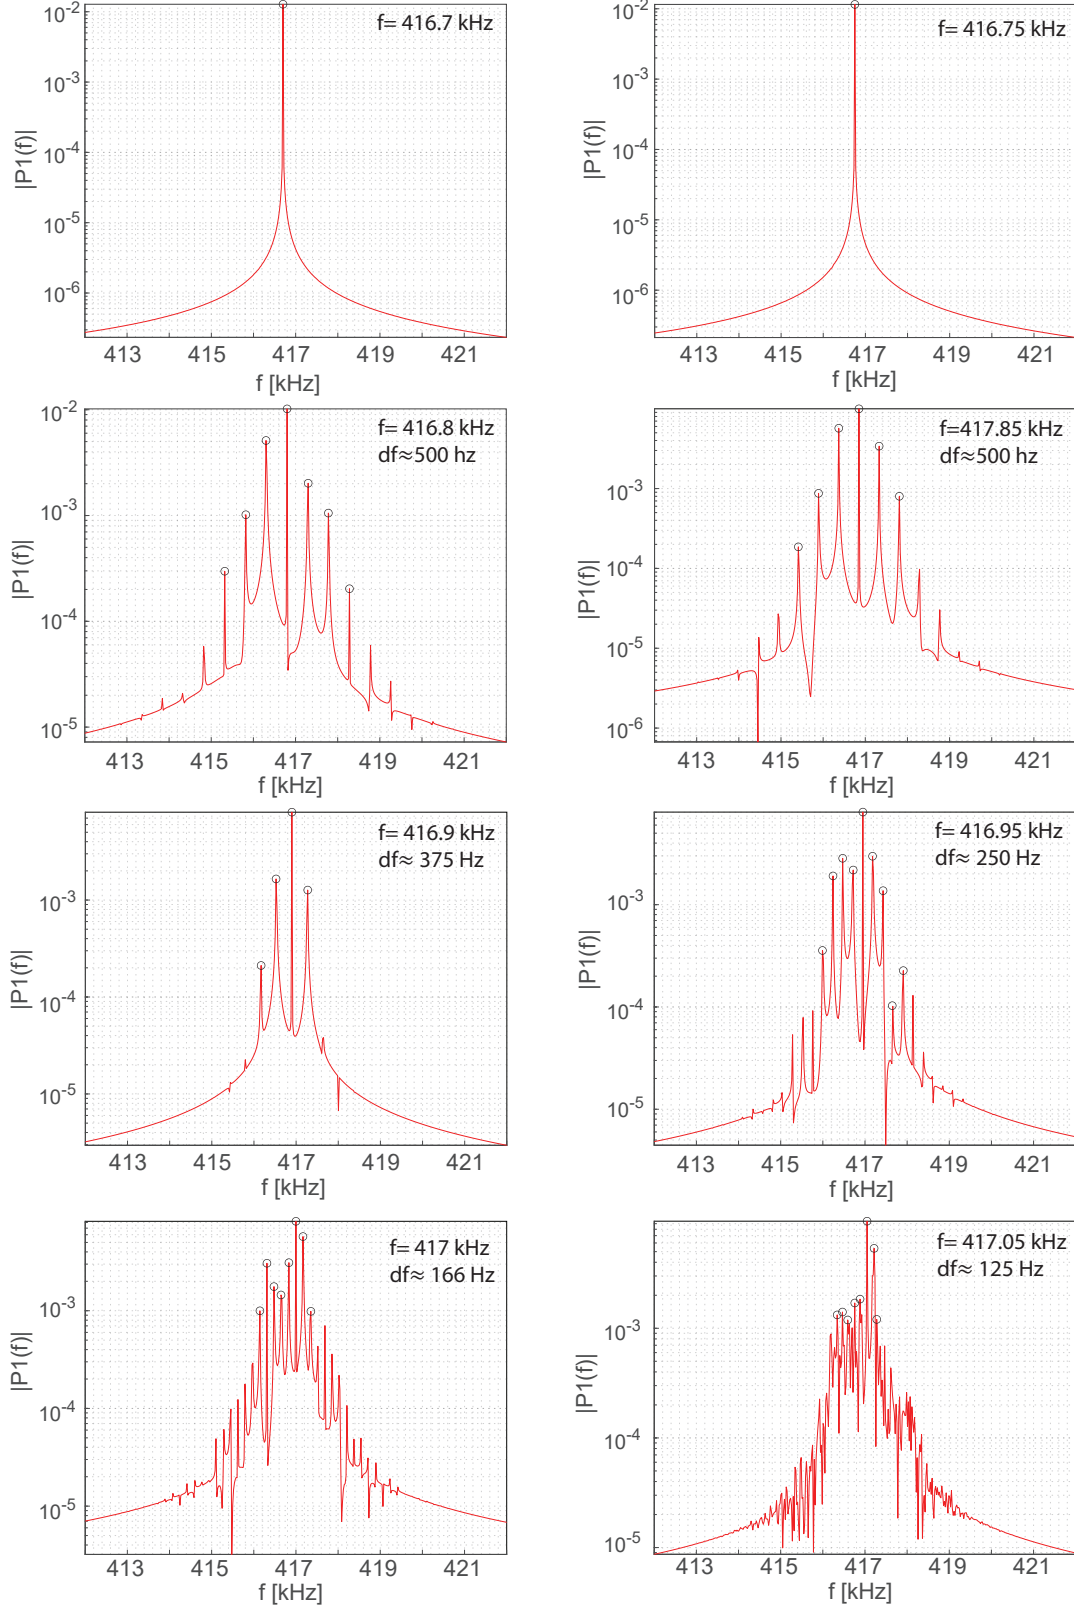 f= 416.7 kHz
10-2
10-3
10-4
10-5
10-6
|P1(f)|
413 415 417 419 421
f [kHz]
f= 416.75 kHz
10-2
10-3
10-4
10-5
10-6
|P1(f)|
413 415 417 419 421
f [kHz]
f= 416.8 kHz
df≈500 hz
10-2
10-3
10-4
10-5
|P1(f)|
413 415 417 419 421
f [kHz]
f=417.85 kHz
df≈500 hz
10-3
10-4
10-5
10-6
|P1(f)|
413 415 417 419 421
f [kHz]
f= 416.9 kHz
df≈ 375 Hz
10-3
10-4
10-5
|P1(f)|
413 415 417 419 421
f [kHz]
f= 416.95 kHz
df≈ 250 Hz
10-3
10-4
10-5
|P1(f)|
413 415 417 419 421
f [kHz]
f= 417 kHz
df≈ 166 Hz
10-3
10-4
10-5
|P1(f)|
413 415 417 419 421
f [kHz]
f= 417.05 kHz
df≈ 125 Hz
10-3
10-4
10-5
|P1(f)|
413 415 417 419 421
f [kHz]